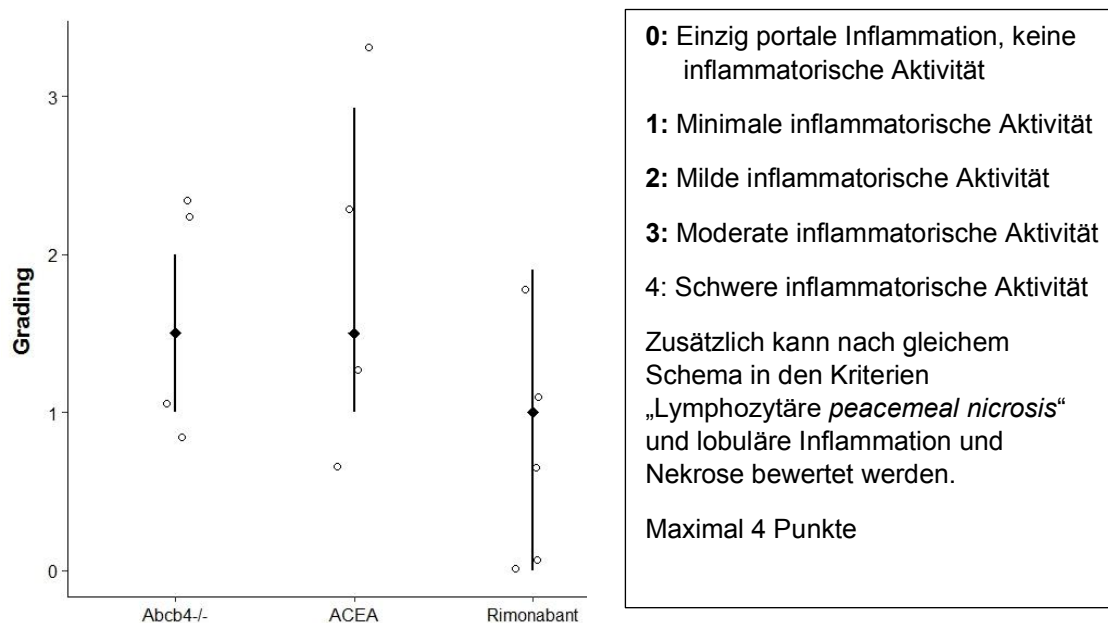 3
2
1
0
Grading
Abcb4-/-
ACEA
Rimonabant
0: Einzig portale Inflammation, keine
inflammatorische Aktivität
1: Minimale inflammatorische Aktivität
2: Milde inflammatorische Aktivität
3: Moderate inflammatorische Aktivität
4: Schwere inflammatorische Aktivität
Zusätzlich kann nach gleichem
Schema in den Kriterien
„Lymphozytäre peacemeal nicrosis“
und lobuläre Inflammation und
Nekrose bewertet werden.
Maximal 4 Punkte